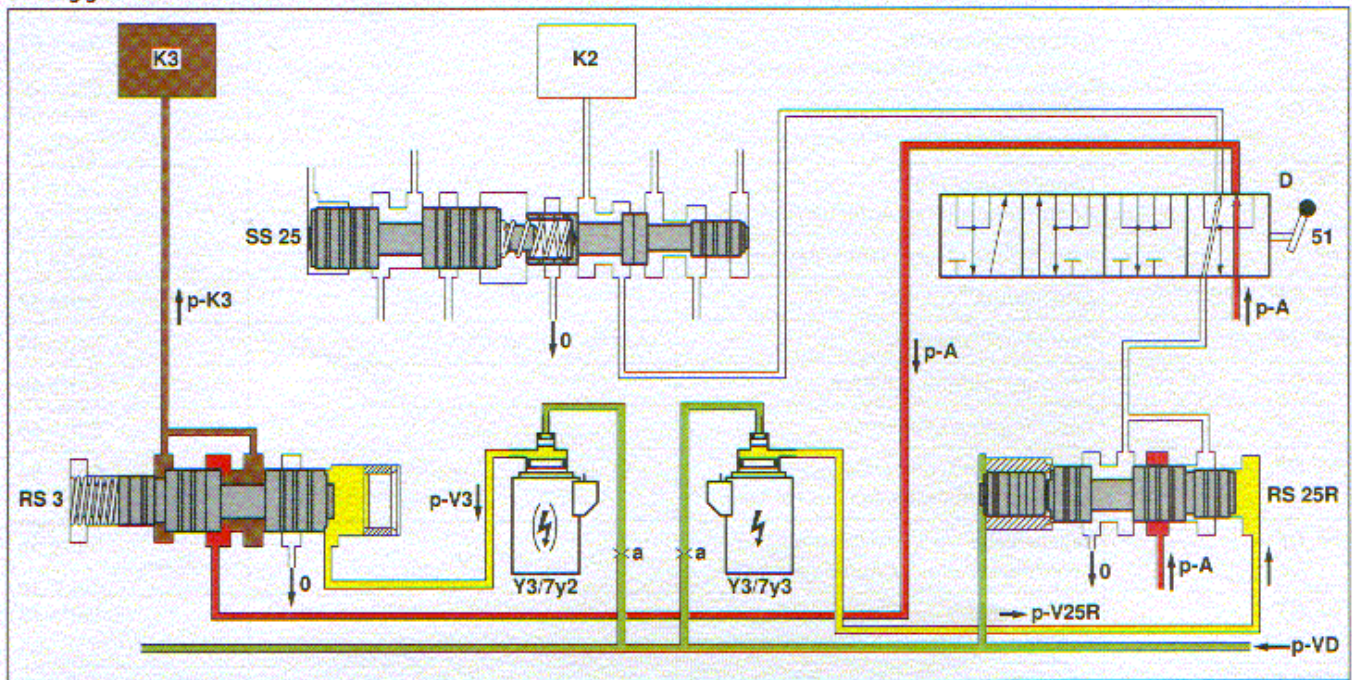 K3
K2
D
SS 25
51
p-K3
p-A
0
p-A
RS 3
p-V3
RS 25R
a
a
0
Y3/7y2
Y3/7y3
0
p-A
p-V25R
p-VD